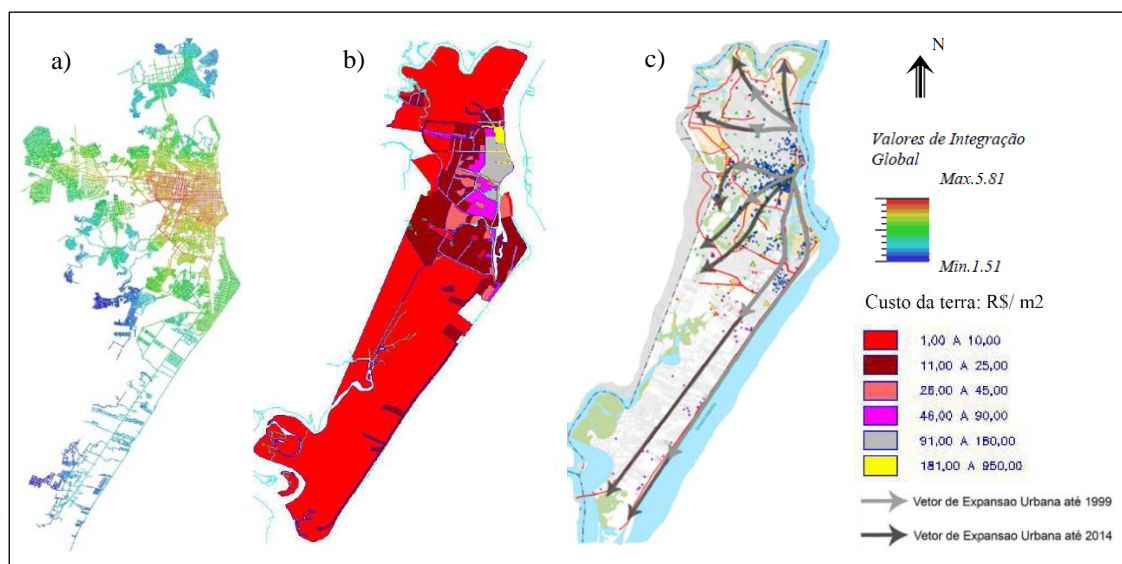 a)
b)
c)
N
Valores de Integração
Global
Max.5.81
Min.1.51
Custo da terra: R$/ m2
1,00 A 10,00
11,00 A 25,00
26,00 A 45,00
46,00 A 90,00
91,00 A 180,00
181,00 A 950,00
Vetor de Expansao Urbana até 1999
Vetor de Expansao Urbana até 2014